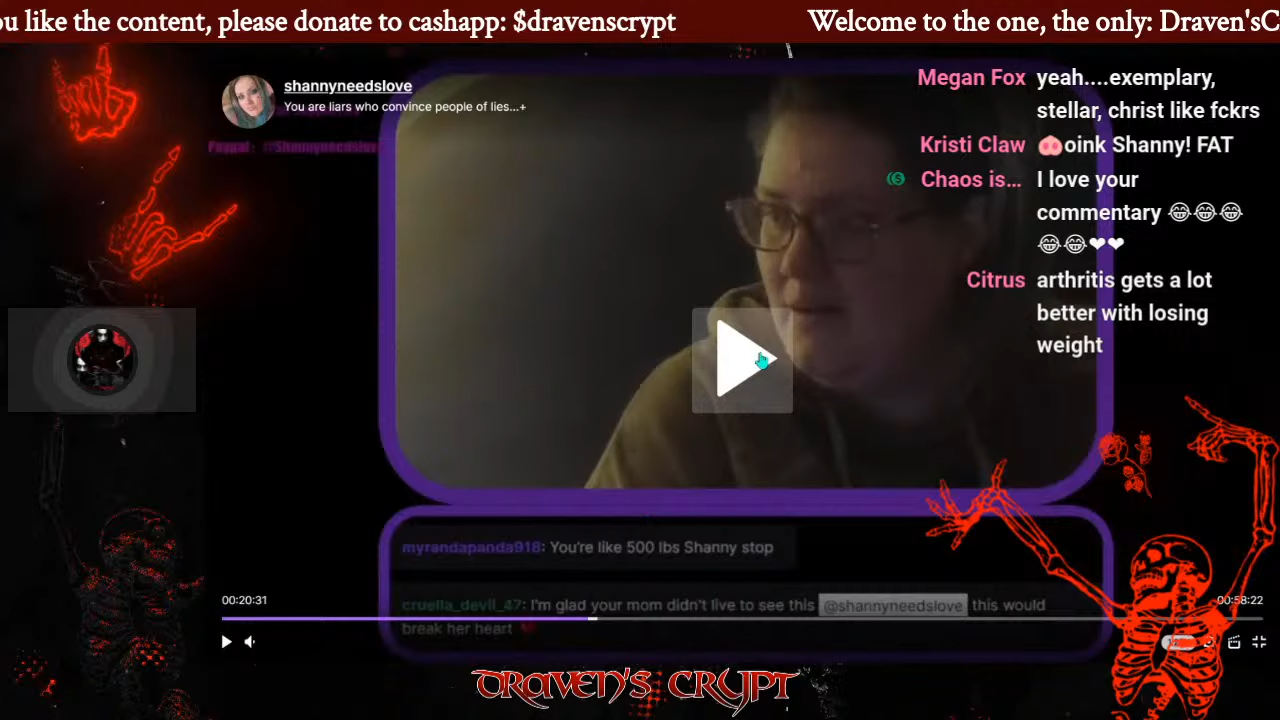 ou like the content, please donate to cashapp: $dravenscrypt Welcome to the one, the only: Draven'sC
shannyneedslove
You are liars who convince people of lies...+
Paypal: @Shannyneedslov
Megan Fox yeah....exemplary,
stellar, christ like fckrs
Kristi Claw 🐽oink Shanny! FAT
Chaos is... I love your
commentary 😂😂😂
😂😂❤❤
Citrus arthritis gets a lot
better with losing
weight
myrandapanda918: You're like 500 lbs Shanny stop
cruella_devil_47: I'm glad your mom didn't live to see this @shannyneedslove this would
break her heart ❤
00:20:31
00:58:22
DRAVEN'S CRYPT